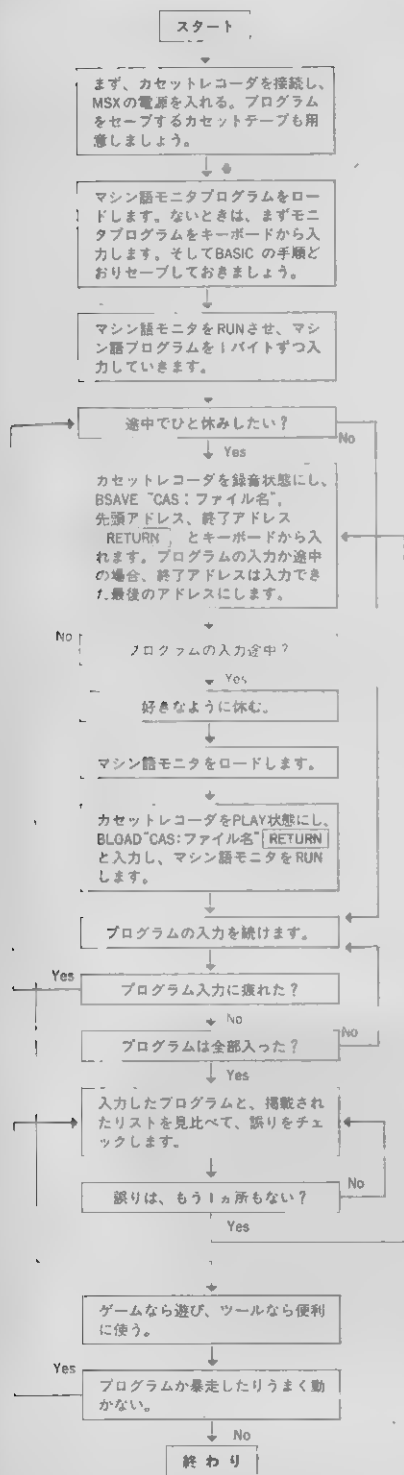 スタート
まず、カセットレコーダを接続し、
MSXの電源を入れる。プログラム
をセーブするカセットテープも用
意しましょう。
マシン語モニタプログラムをロー
ドします。ないときは、まずモニ
タプログラムをキーボードから入
力します。そしてBASICの手順ど
おりセーブしておきましょう。
マシン語モニタをRUNさせ、マシ
ン語プログラムを1バイトずつ入
力していきます。
途中でひと休みしたい?
No
Yes
カセットレコーダを録音状態にし、
BSAVE "CAS:ファイル名",
先頭アドレス、終了アドレス
RETURN とキーボードから入
れます。プログラムの入力か途中
の場合、終了アドレスは入力でき
た最後のアドレスにします。
No
プログラムの入力途中?
Yes
好きなように休む。
マシン語モニタをロードします。
カセットレコーダをPLAY状態にし、
BLOAD"CAS:ファイル名" RETURN
と入力し、マシン語モニタをRUN
します。
プログラムの入力を続けます。
Yes
プログラム入力に疲れた?
No
プログラムは全部入った?
No
Yes
入力したプログラムと、掲載され
たリストを見比べて、誤りをチェ
ックします。
誤りは、もう1ヵ所もない?
No
Yes
ゲームなら遊び、ツールなら便利
に使う。
Yes
プログラムか暴走したりうまく動
かない。
No
終わり